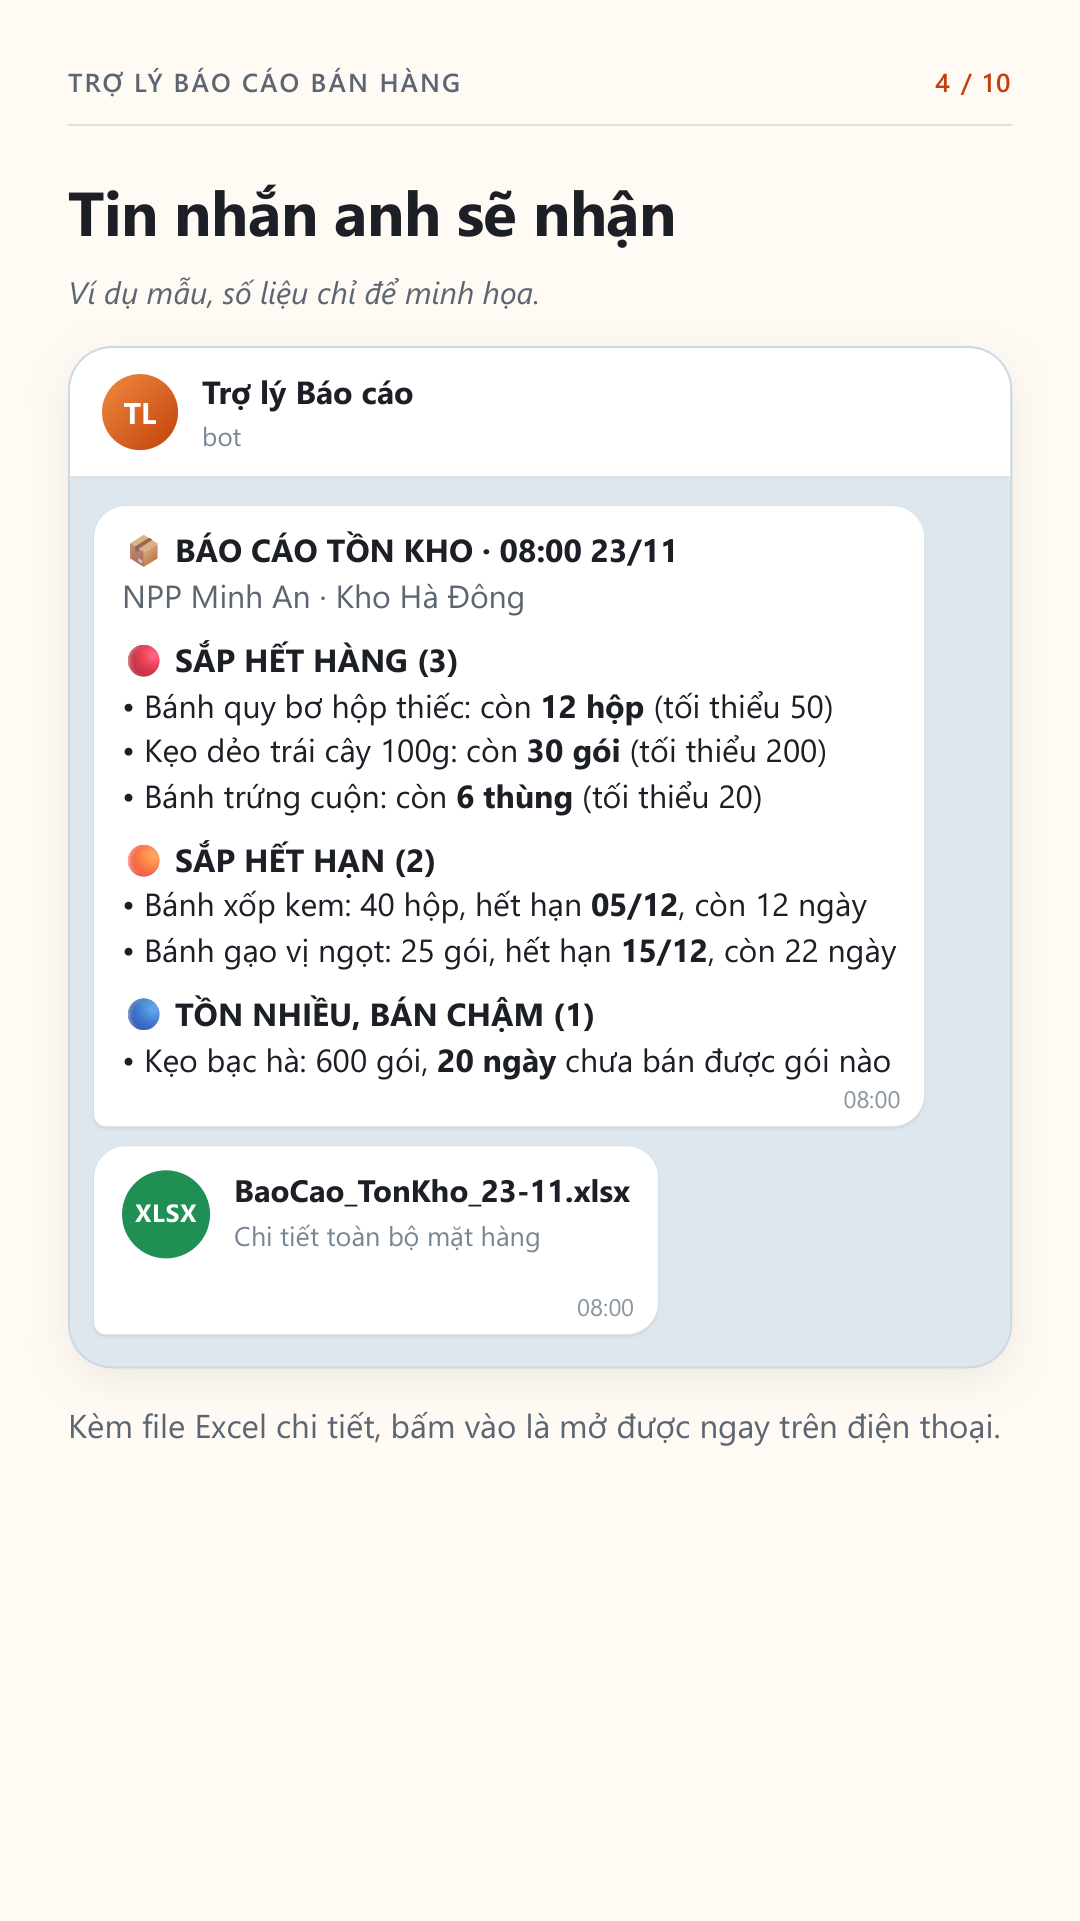 TRỢ LÝ BÁO CÁO BÁN HÀNG
4 / 10
Tin nhắn anh sẽ nhận
Ví dụ mẫu, số liệu chỉ để minh họa.
TL
Trợ lý Báo cáo
bot
📦 BÁO CÁO TỒN KHO · 08:00 23/11
NPP Minh An · Kho Hà Đông
🔴 SẮP HẾT HÀNG (3)
• Bánh quy bơ hộp thiếc: còn 12 hộp (tối thiểu 50)
• Kẹo dẻo trái cây 100g: còn 30 gói (tối thiểu 200)
• Bánh trứng cuộn: còn 6 thùng (tối thiểu 20)
🟠 SẮP HẾT HẠN (2)
• Bánh xốp kem: 40 hộp, hết hạn 05/12, còn 12 ngày
• Bánh gạo vị ngọt: 25 gói, hết hạn 15/12, còn 22 ngày
🔵 TỒN NHIỀU, BÁN CHẬM (1)
• Kẹo bạc hà: 600 gói, 20 ngày chưa bán được gói nào
08:00
XLSX
BaoCao_TonKho_23-11.xlsx
Chi tiết toàn bộ mặt hàng
08:00
Kèm file Excel chi tiết, bấm vào là mở được ngay trên điện thoại.